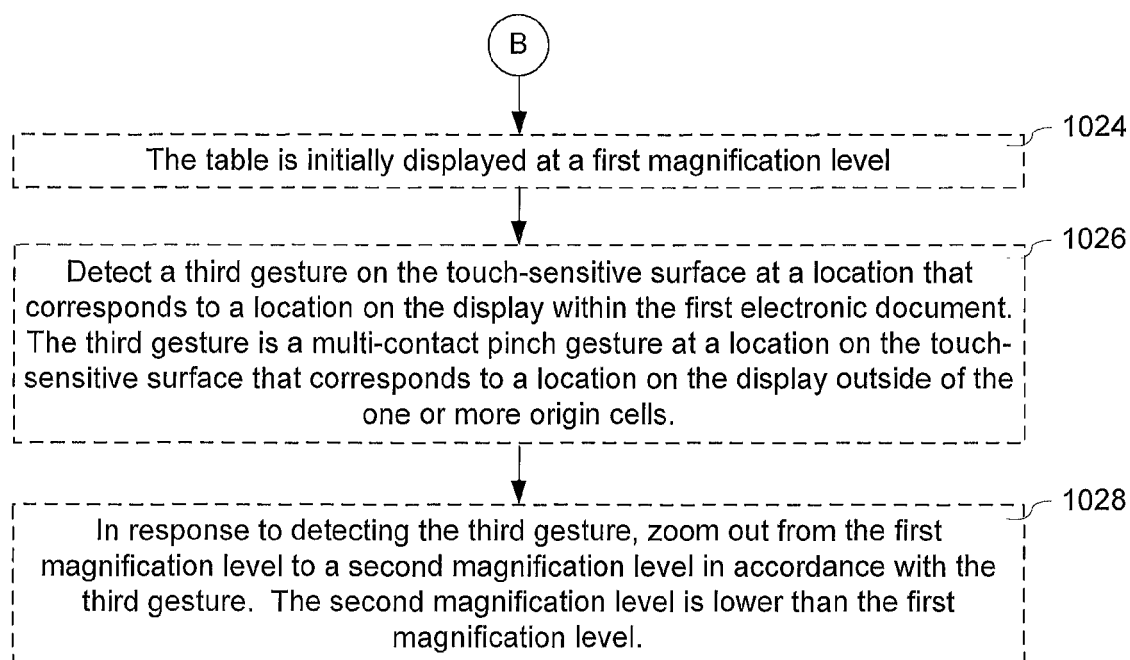 B
1024
The table is initially displayed at a first magnification level
1026
Detect a third gesture on the touch-sensitive surface at a location that
corresponds to a location on the display within the first electronic document.
The third gesture is a multi-contact pinch gesture at a location on the touch-
sensitive surface that corresponds to a location on the display outside of the
one or more origin cells.
1028
In response to detecting the third gesture, zoom out from the first
magnification level to a second magnification level in accordance with the
third gesture. The second magnification level is lower than the first
magnification level.